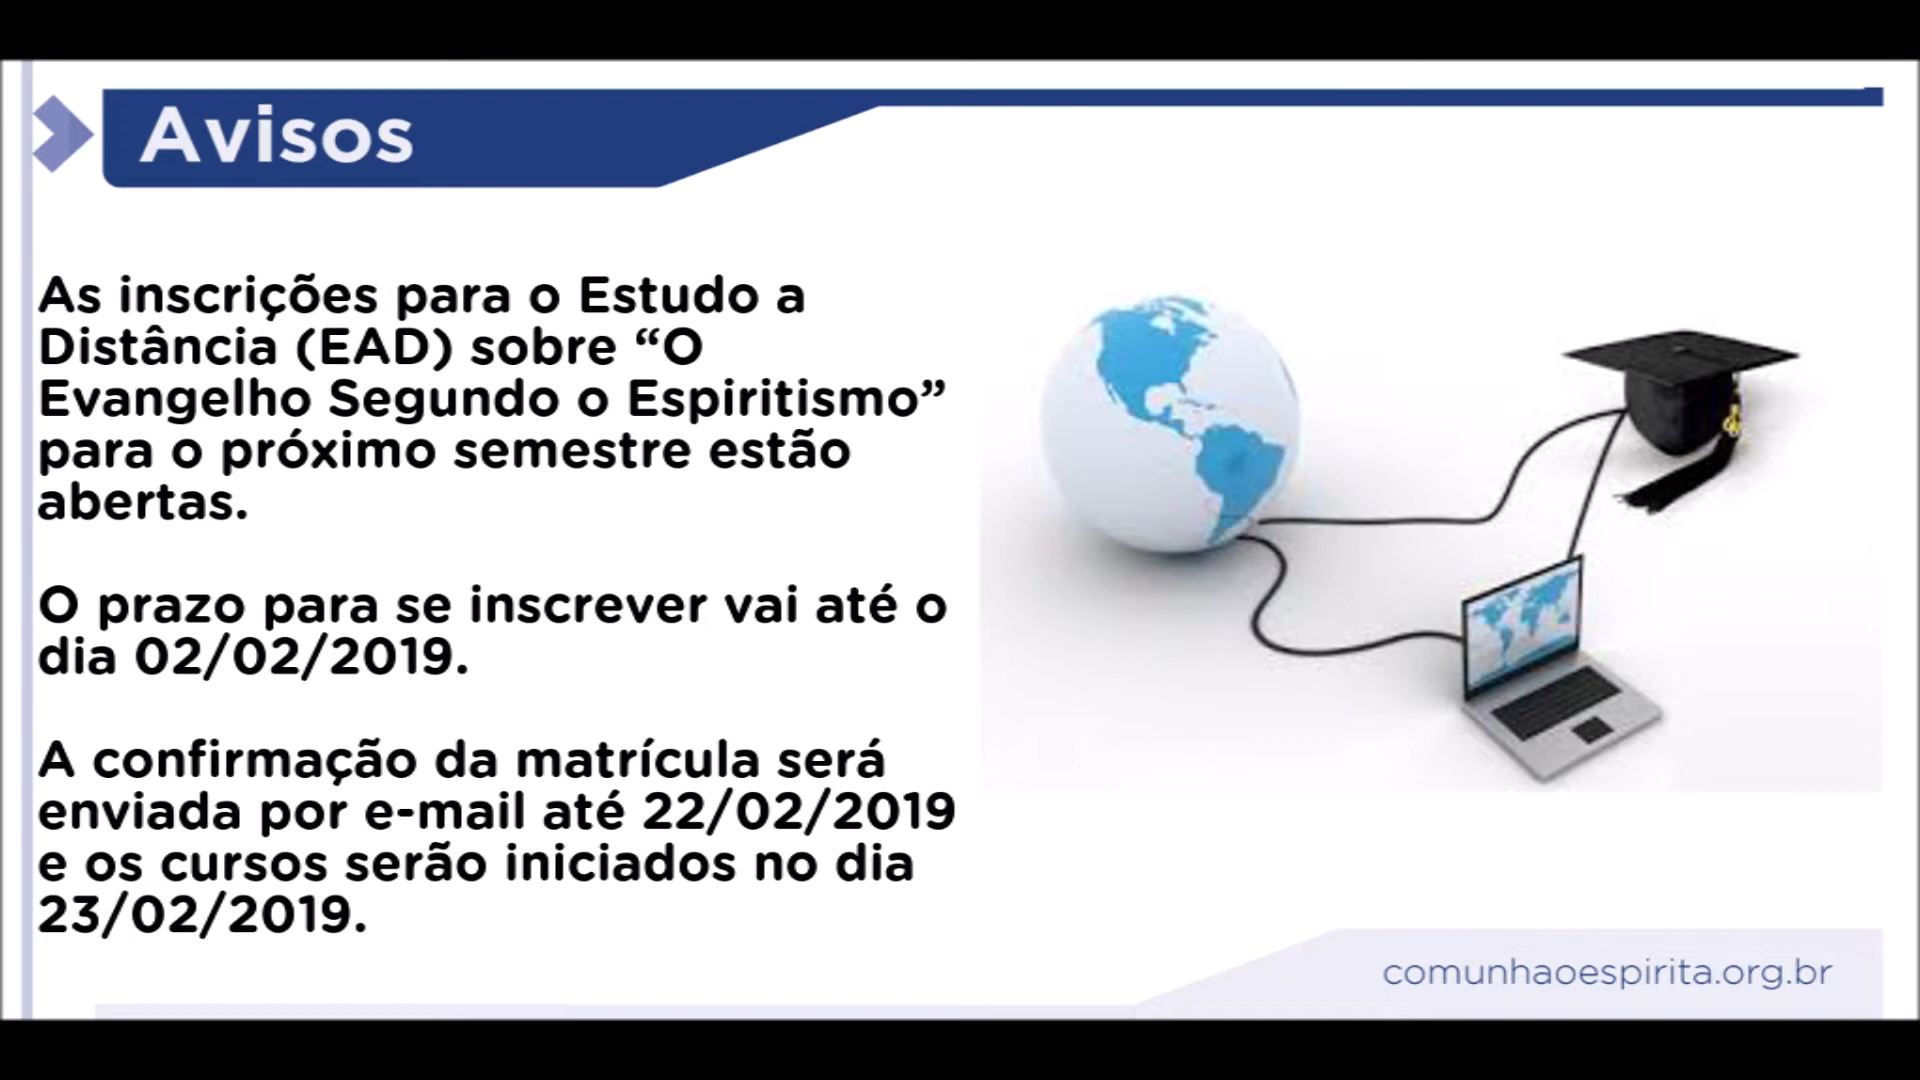 Avisos
As inscrições para o Estudo a
Distância (EAD) sobre “O
Evangelho Segundo o Espiritismo”
para o próximo semestre estão
abertas.
O prazo para se inscrever vai até o
dia 02/02/2019.
A confirmação da matrícula será
enviada por e-mail até 22/02/2019
e os cursos serão iniciados no dia
23/02/2019.
comunhaoespirita.org.br